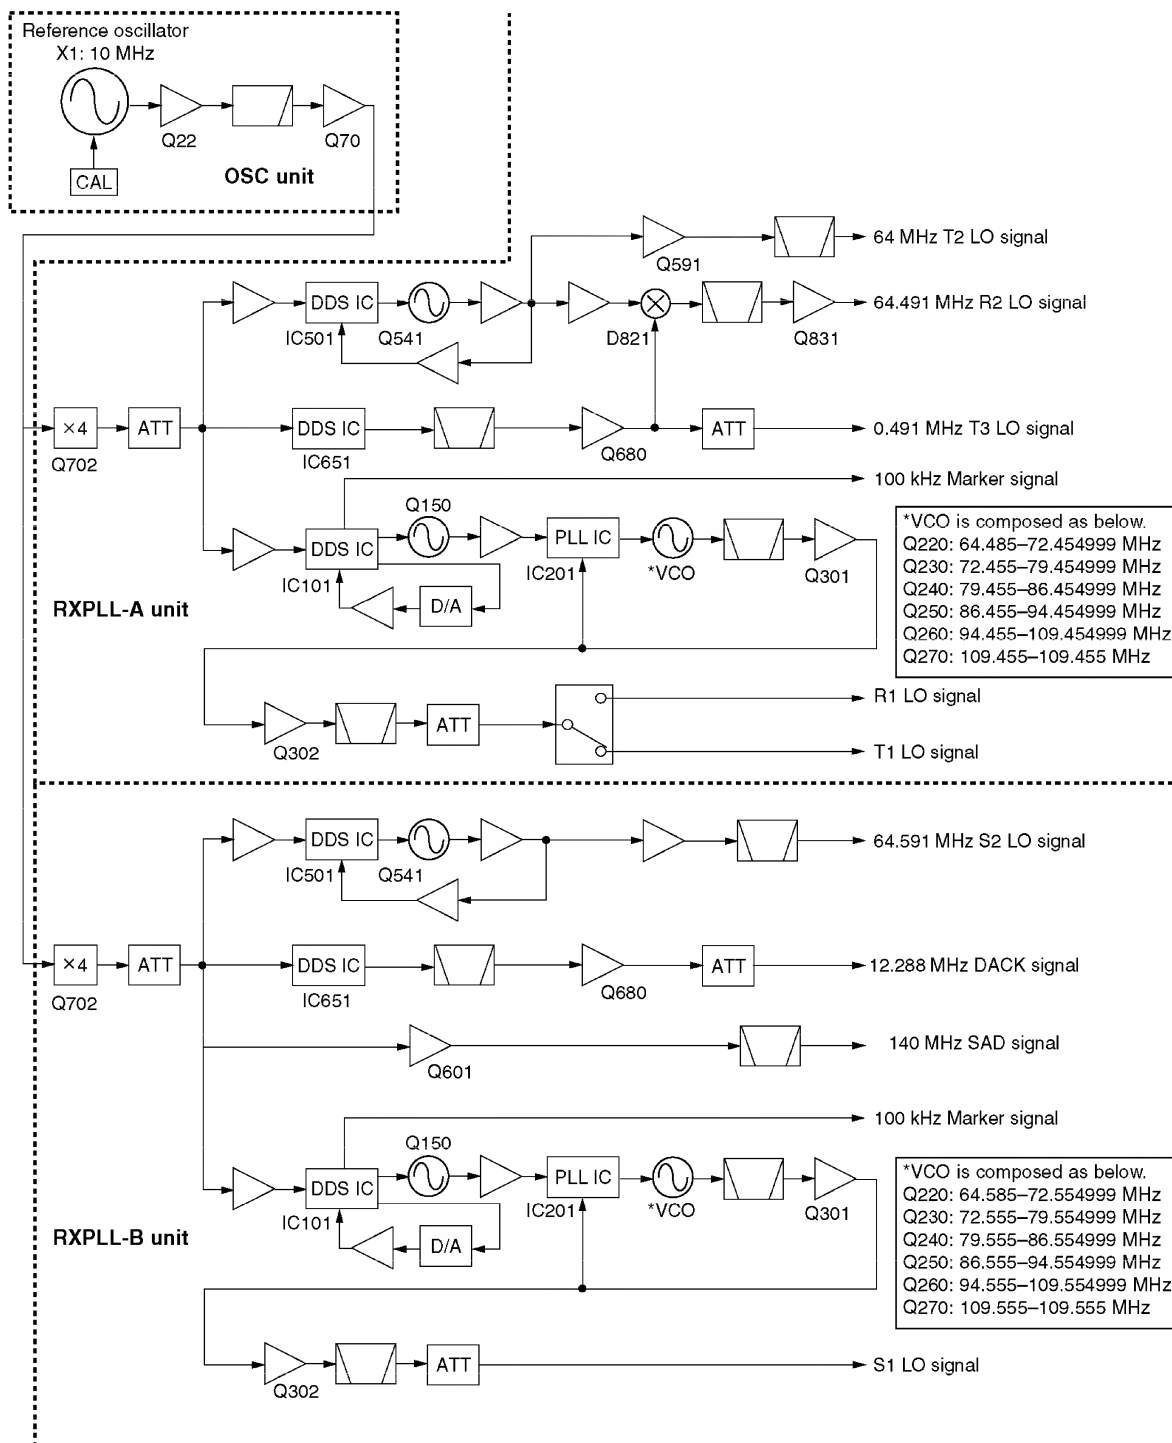 Reference oscillator
X1: 10 MHz
Q22
Q70
CAL
OSC unit
64 MHz T2 LO signal
Q591
DDS IC
IC501
Q541
D821
Q831
64.491 MHz R2 LO signal
×4
Q702
ATT
DDS IC
IC651
Q680
ATT
0.491 MHz T3 LO signal
100 kHz Marker signal
Q150
DDS IC
IC101
D/A
PLL IC
IC201
*VCO
Q301
RXPLL-A unit
*VCO is composed as below.
Q220: 64.485–72.454999 MHz
Q230: 72.455–79.454999 MHz
Q240: 79.455–86.454999 MHz
Q250: 86.455–94.454999 MHz
Q260: 94.455–109.454999 MHz
Q270: 109.455–109.455 MHz
Q302
ATT
R1 LO signal
T1 LO signal
DDS IC
IC501
Q541
64.591 MHz S2 LO signal
×4
Q702
ATT
DDS IC
IC651
Q680
ATT
12.288 MHz DACK signal
Q601
140 MHz SAD signal
100 kHz Marker signal
Q150
DDS IC
IC101
D/A
PLL IC
IC201
*VCO
Q301
RXPLL-B unit
*VCO is composed as below.
Q220: 64.585–72.554999 MHz
Q230: 72.555–79.554999 MHz
Q240: 79.555–86.554999 MHz
Q250: 86.555–94.554999 MHz
Q260: 94.555–109.554999 MHz
Q270: 109.555–109.555 MHz
Q302
ATT
S1 LO signal